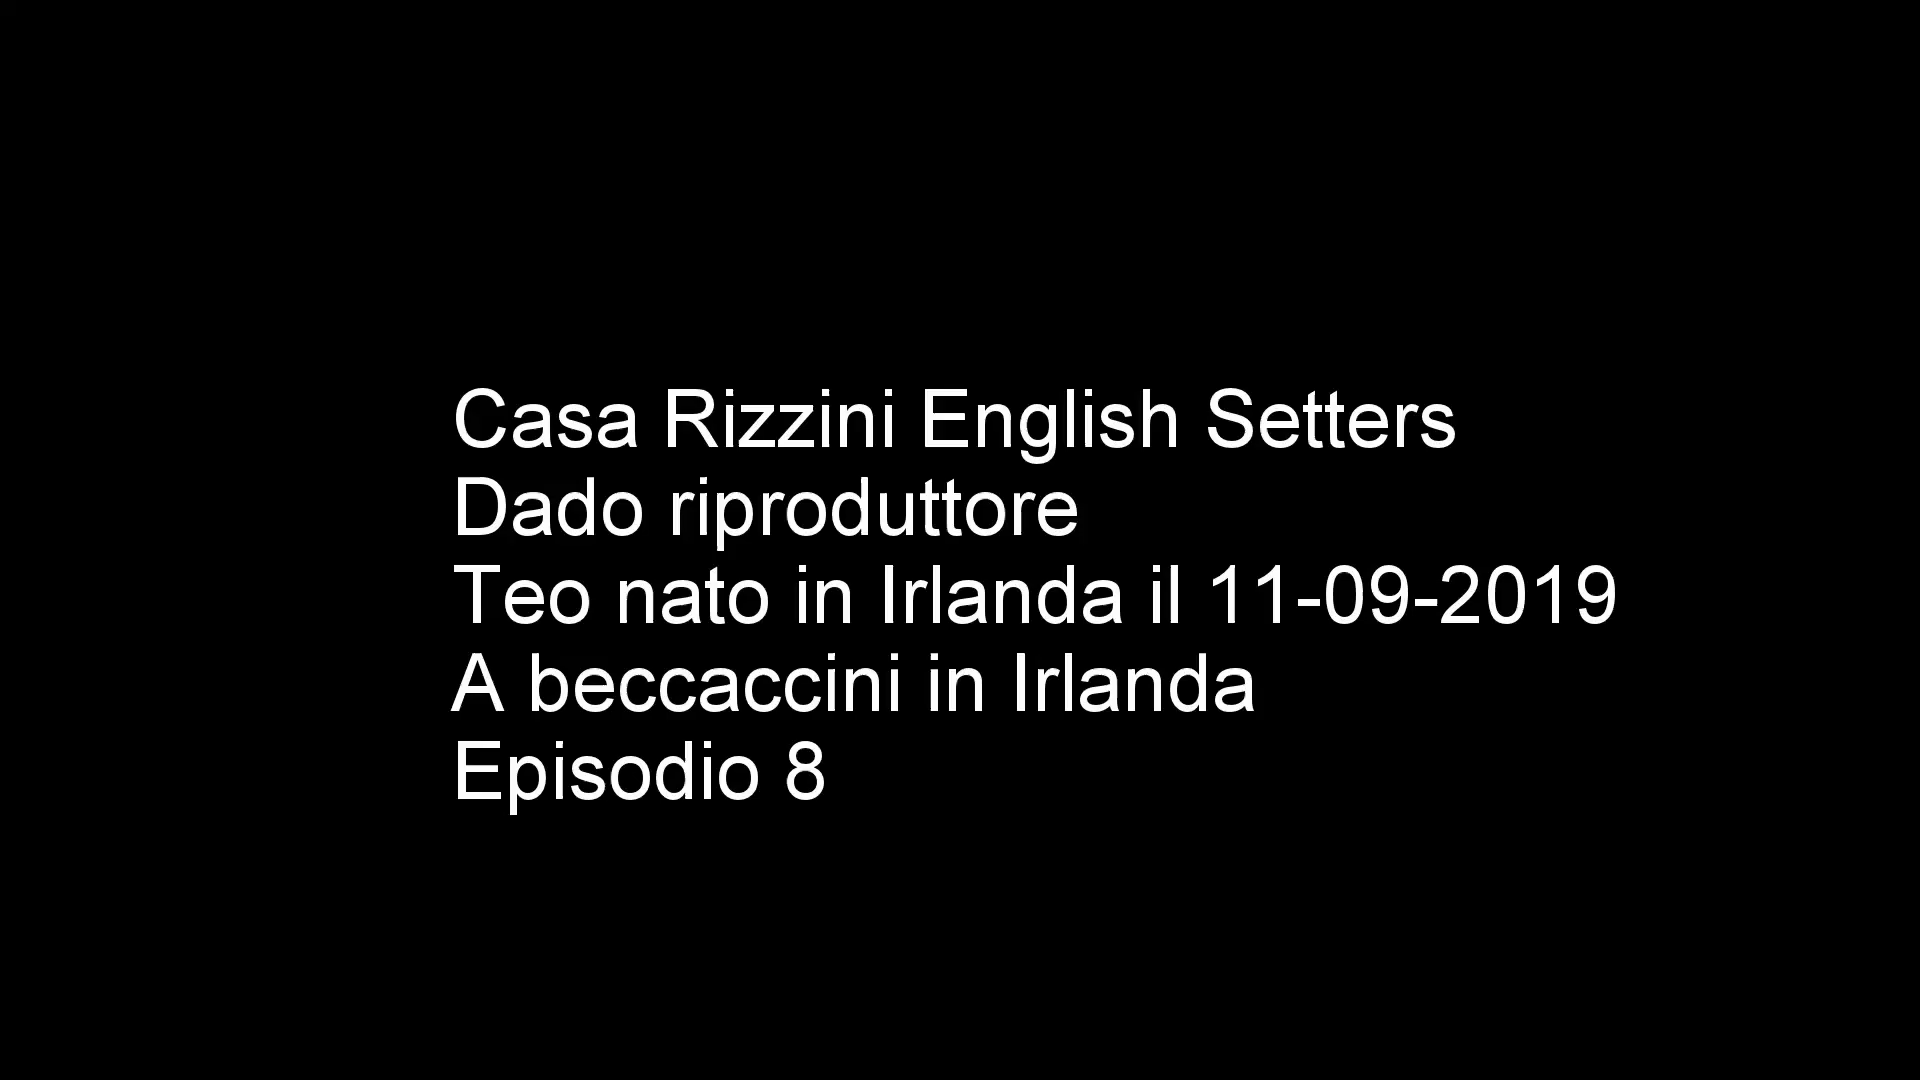 Casa Rizzini English Setters
Dado riproduttore
Teo nato in Irlanda il 11-09-2019
A beccaccini in Irlanda
Episodio 8